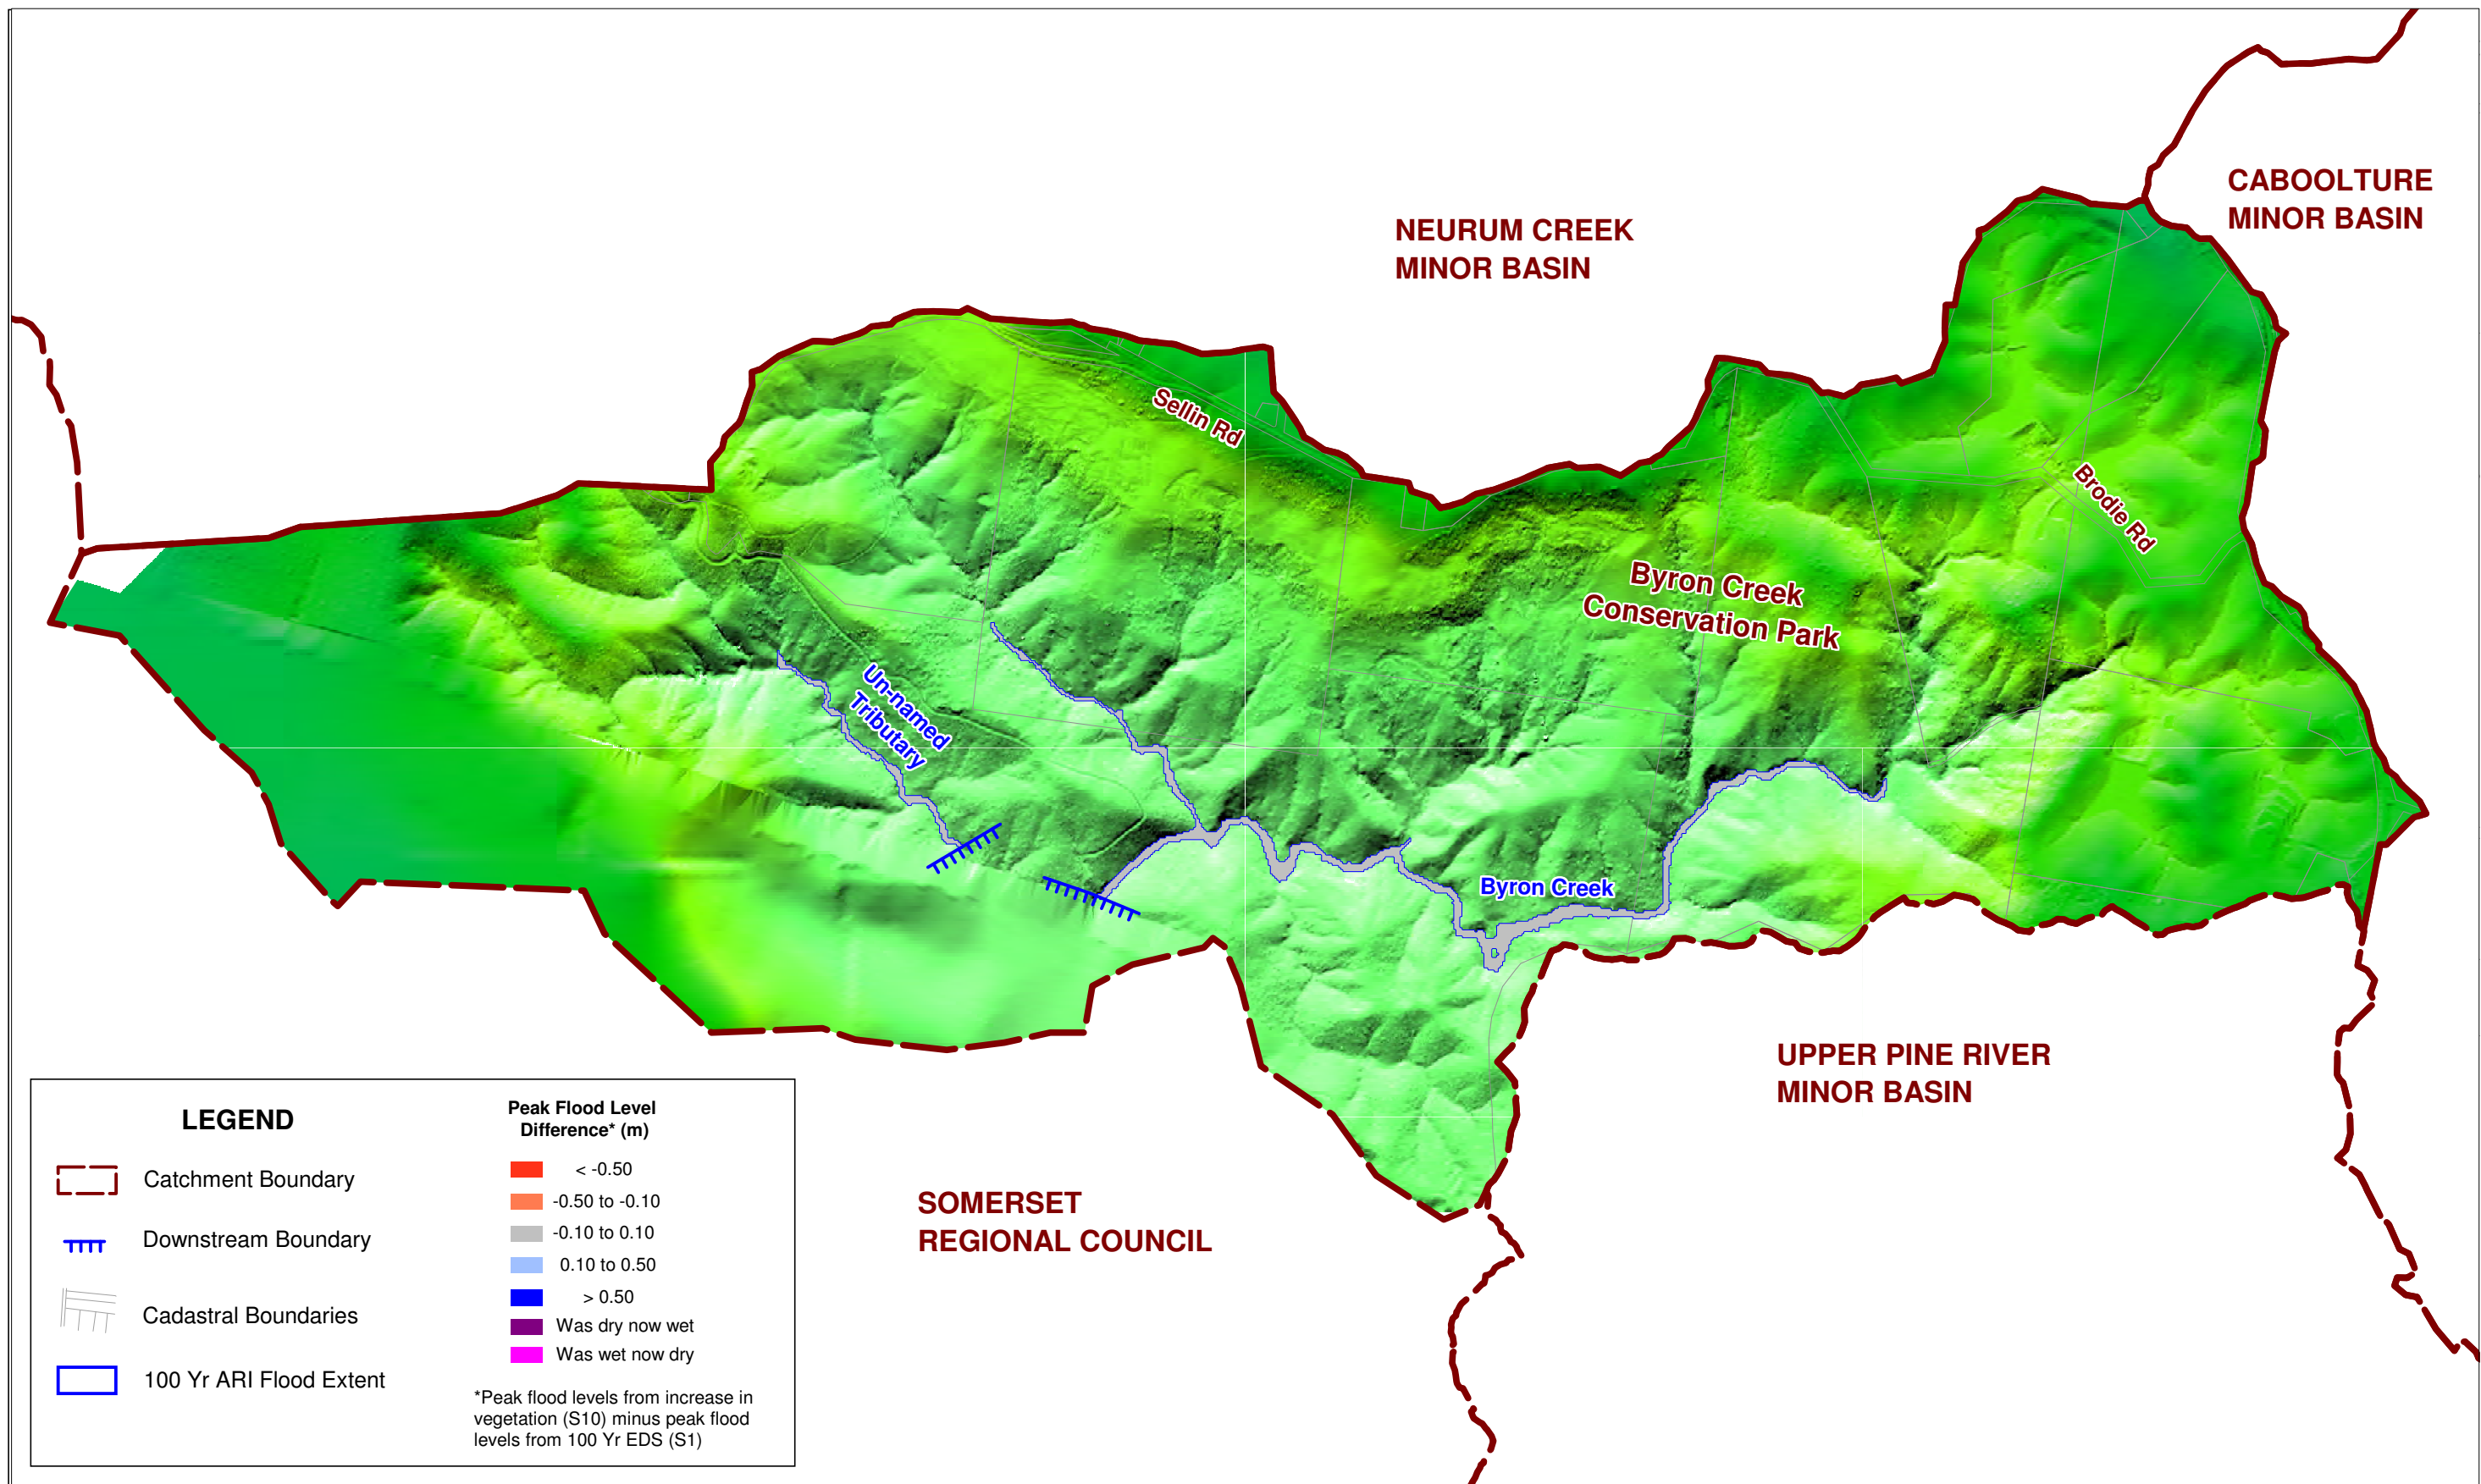 CABOOLTURE
MINOR BASIN
NEURUM CREEK
MINOR BASIN
Sellin Rd
Brodie Rd
Byron Creek
Conservation Park
Un-named
Tributary
Byron Creek
UPPER PINE RIVER
MINOR BASIN
SOMERSET
REGIONAL COUNCIL
LEGEND
Catchment Boundary
Downstream Boundary
Cadastral Boundaries
100 Yr ARI Flood Extent
Peak Flood Level
Difference* (m)
< -0.50
-0.50 to -0.10
-0.10 to 0.10
0.10 to 0.50
> 0.50
Was dry now wet
Was wet now dry
*Peak flood levels from increase in
vegetation (S10) minus peak flood
levels from 100 Yr EDS (S1)